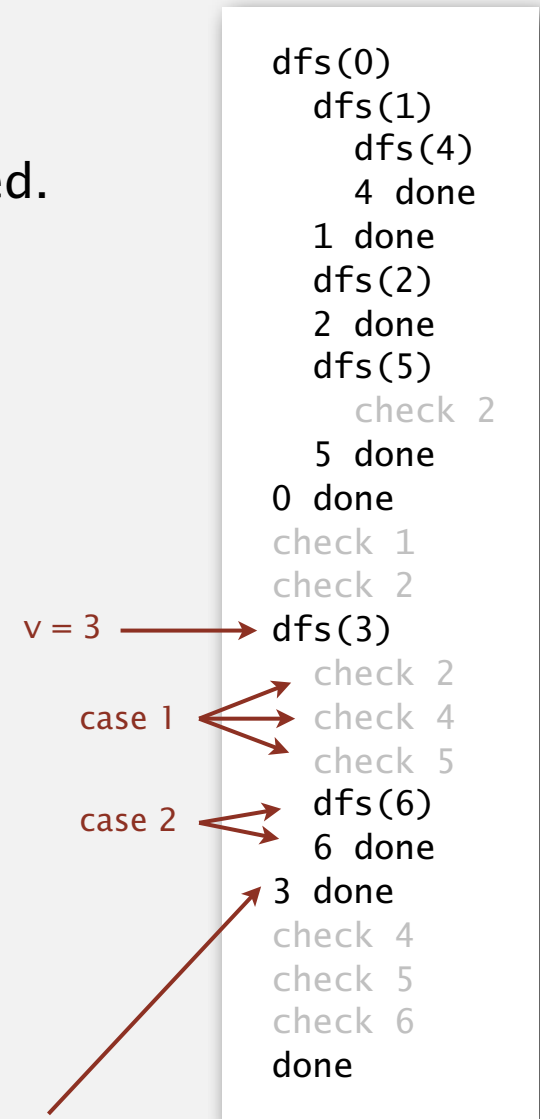 ed.
dfs(0)
dfs(1)
dfs(4)
4 done
1 done
dfs(2)
2 done
dfs(5)
check 2
5 done
0 done
check 1
check 2
v = 3
dfs(3)
check 2
case 1
check 4
check 5
case 2
dfs(6)
6 done
3 done
check 4
check 5
check 6
done